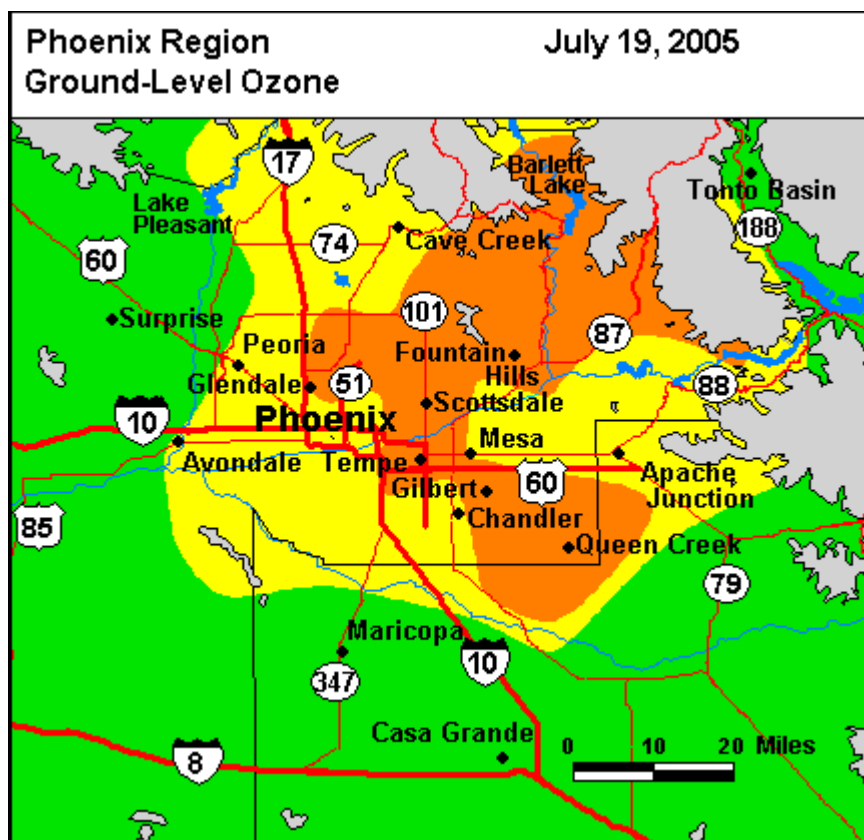 Phoenix Region
July 19, 2005
Ground-Level Ozone
17
Barlett
Lake
Tonto Basin
Lake
Pleasant
188
74
Cave Creek
60
101
Surprise
87
Peoria
Fountain
Hills
Glendale
51
88
Scottsdale
10
Phoenix
Mesa
Avondale
Tempe
Apache
Junction
Gilbert
60
85
Chandler
Queen Creek
79
Maricopa
10
347
Casa Grande
8
0 10 20 Miles